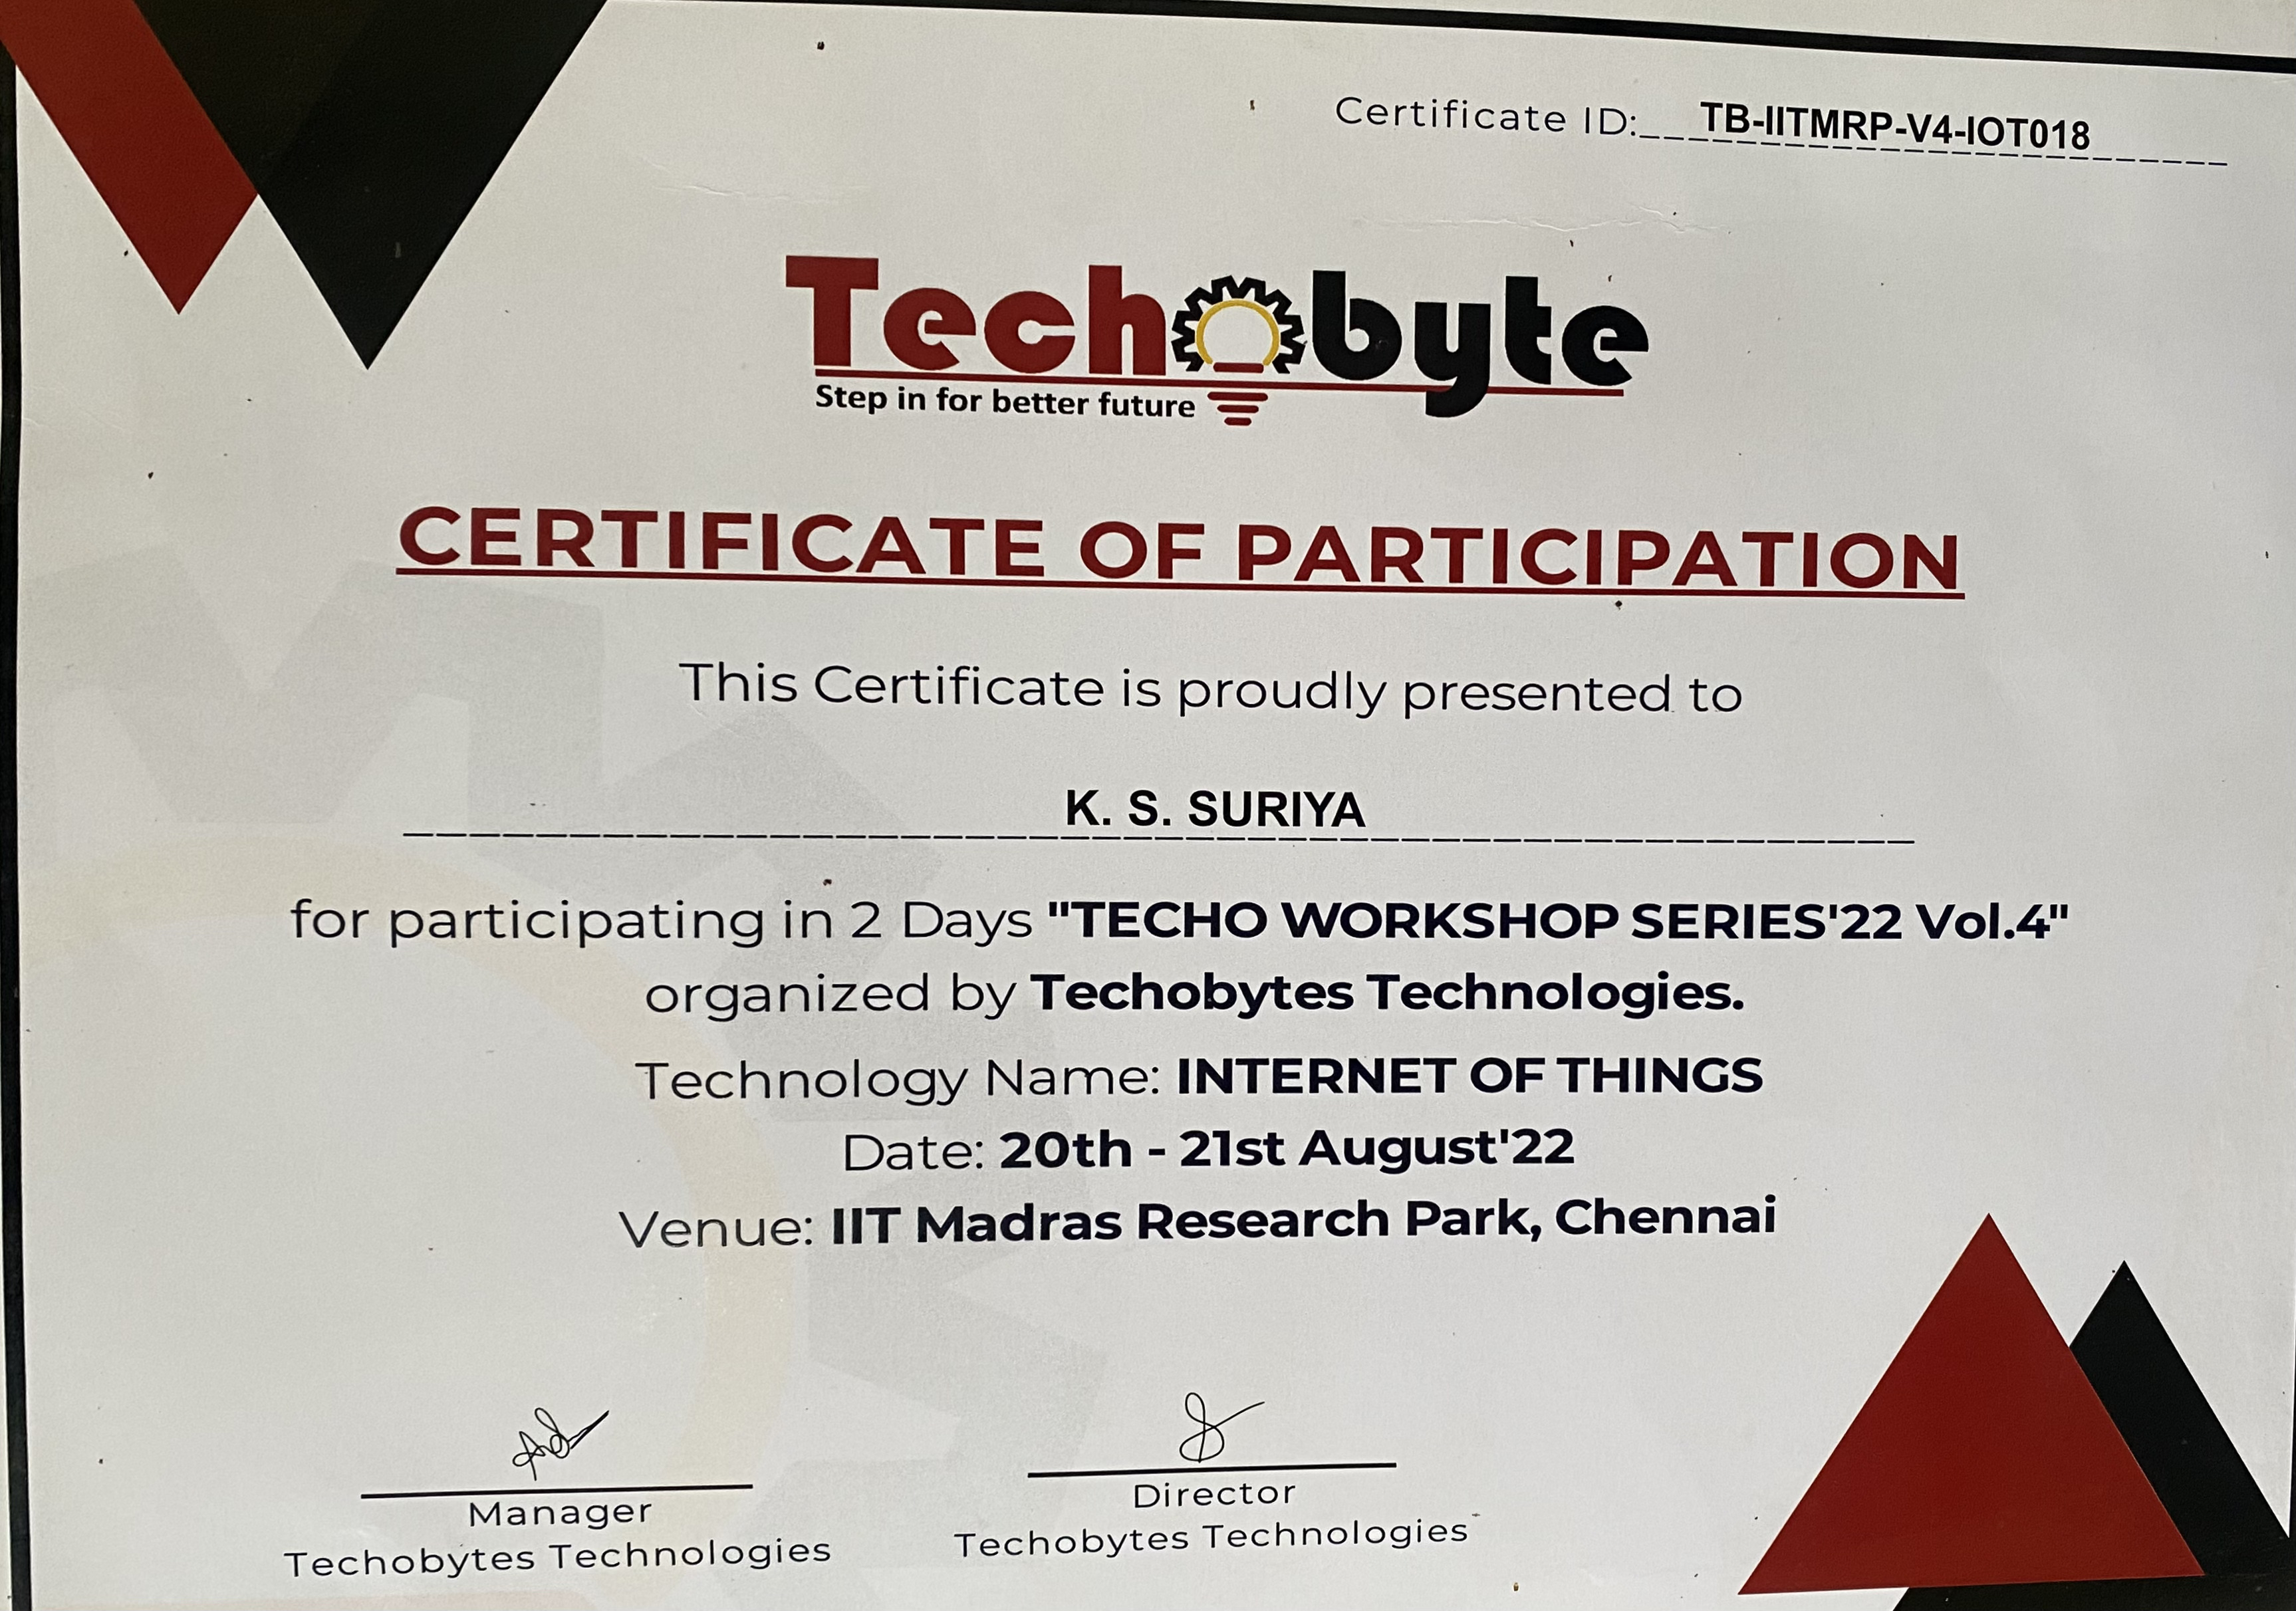 Certificate ID: TB-IITMRP-V4-IOT018
Techobyte
Step in for better future
CERTIFICATE OF PARTICIPATION
This Certificate is proudly presented to
K. S. SURIYA
for participating in 2 Days "TECHO WORKSHOP SERIES'22 Vol.4"
organized by Techobytes Technologies.
Technology Name: INTERNET OF THINGS
Date: 20th - 21st August'22
Venue: IIT Madras Research Park, Chennai
Manager
Techobytes Technologies
Director
Techobytes Technologies